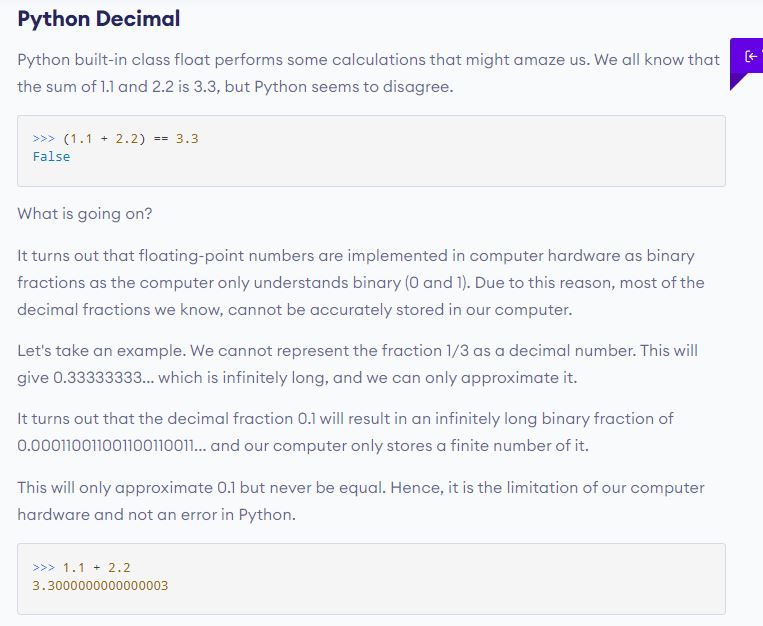 Python Decimal
Python built-in class float performs some calculations that might amaze us. We all know that
the sum of 1.1 and 2.2 is 3.3, but Python seems to disagree.
>>> (1.1 + 2.2) == 3.3
False
What is going on?
It turns out that floating-point numbers are implemented in computer hardware as binary
fractions as the computer only understands binary (0 and 1). Due to this reason, most of the
decimal fractions we know, cannot be accurately stored in our computer.
Let's take an example. We cannot represent the fraction 1/3 as a decimal number. This will
give 0.33333333... which is infinitely long, and we can only approximate it.
It turns out that the decimal fraction 0.1 will result in an infinitely long binary fraction of
0.000110011001100110011... and our computer only stores a finite number of it.
This will only approximate 0.1 but never be equal. Hence, it is the limitation of our computer
hardware and not an error in Python.
>>> 1.1 + 2.2
3.3000000000000003